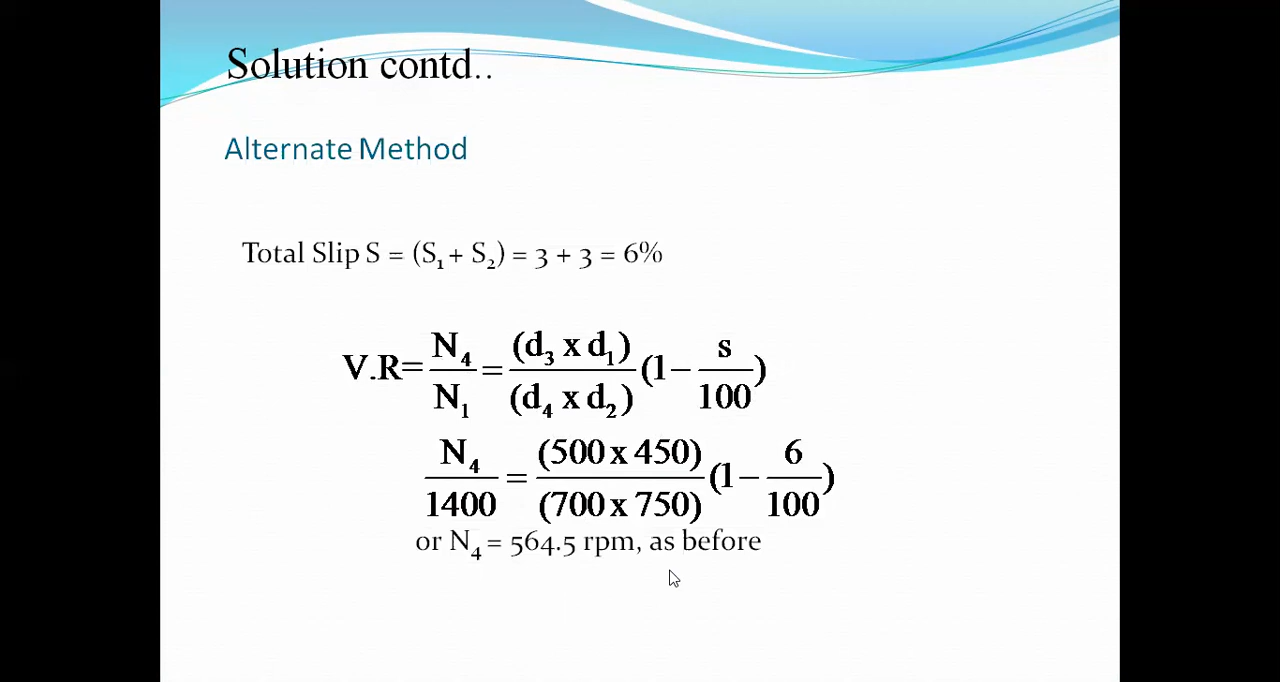 Solution contd..
Alternate Method
Total Slip S = (S₁ + S₂) = 3 + 3 = 6%
V.R= N₄/N₁ = (d₃ x d₁)/(d₄ x d₂) (1 − s/100)
N₄/1400 = (500 x 450)/(700 x 750) (1 − 6/100)
or N₄ = 564.5 rpm, as before